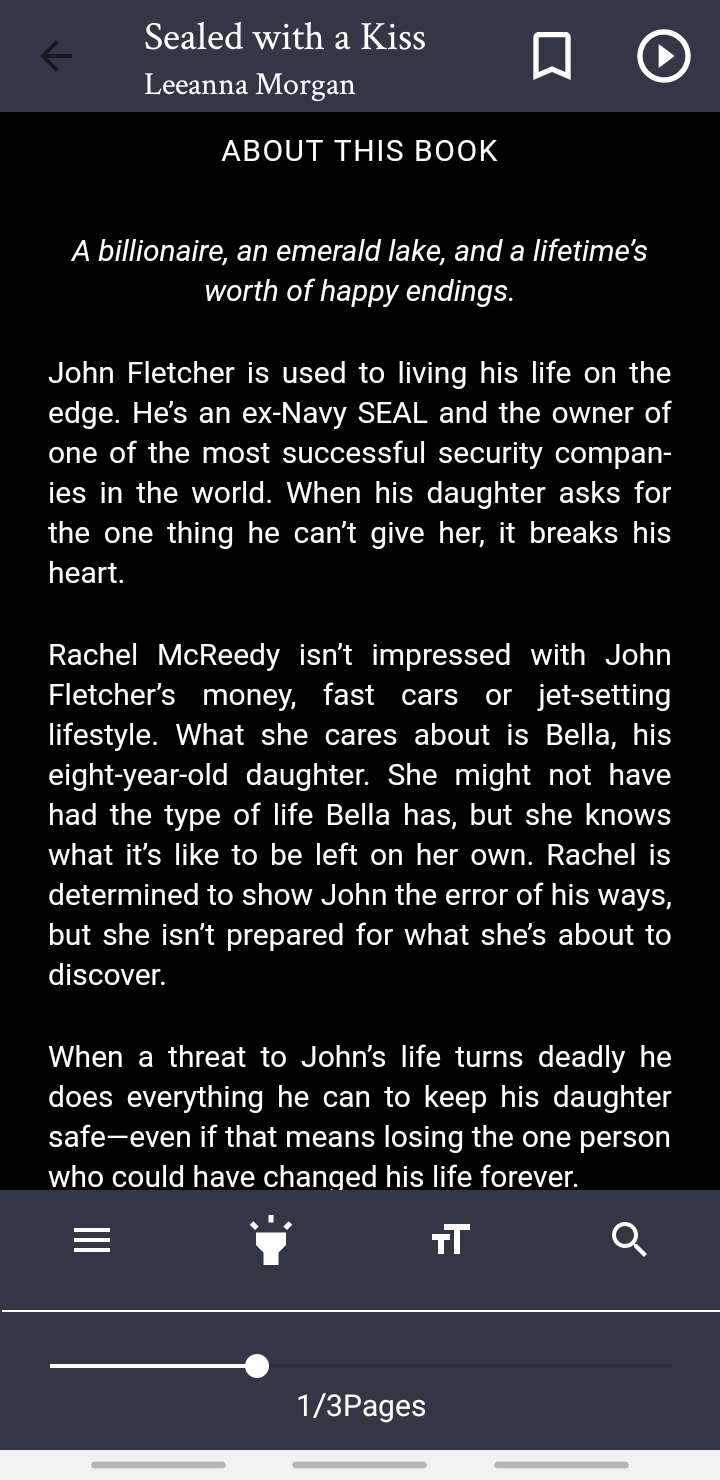 Sealed with a Kiss
Leeanna Morgan
ABOUT THIS BOOK
A billionaire, an emerald lake, and a lifetime’s
worth of happy endings.
John Fletcher is used to living his life on the
edge. He’s an ex-Navy SEAL and the owner of
one of the most successful security compan-
ies in the world. When his daughter asks for
the one thing he can’t give her, it breaks his
heart.
Rachel McReedy isn’t impressed with John
Fletcher’s money, fast cars or jet-setting
lifestyle. What she cares about is Bella, his
eight-year-old daughter. She might not have
had the type of life Bella has, but she knows
what it’s like to be left on her own. Rachel is
determined to show John the error of his ways,
but she isn’t prepared for what she’s about to
discover.
When a threat to John’s life turns deadly he
does everything he can to keep his daughter
safe—even if that means losing the one person
who could have changed his life forever.
1/3Pages